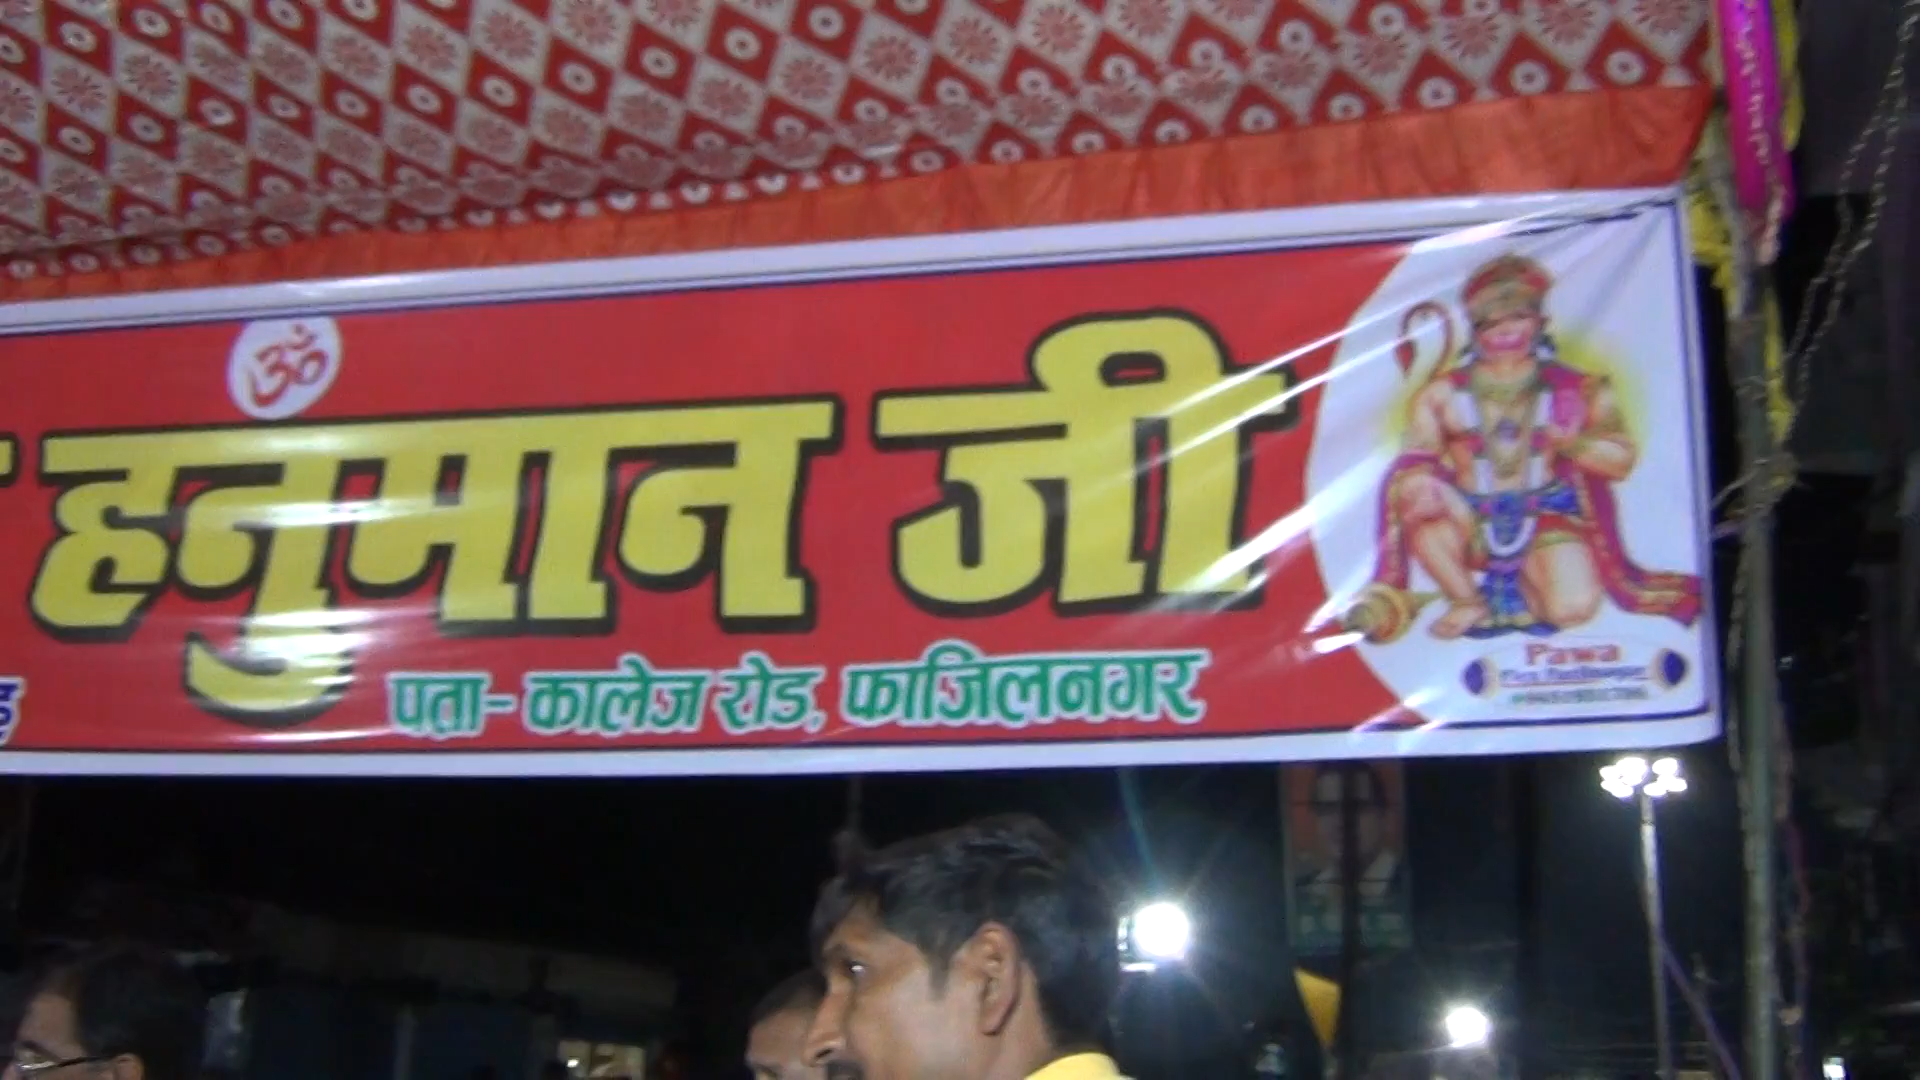 ॐ
हनुमान जी
पता- कालेज रोड, फाजिलनगर
Pawa